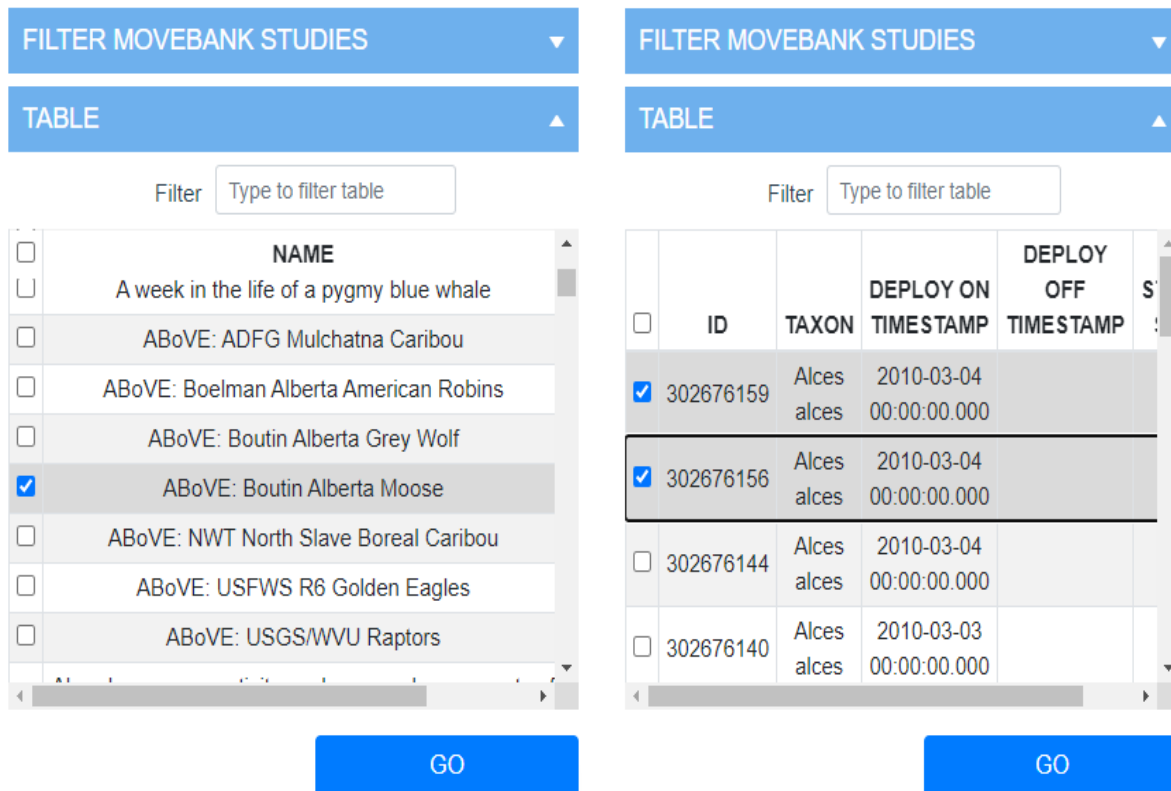 FILTER MOVEBANK STUDIES
TABLE
Filter Type to filter table
NAME
A week in the life of a pygmy blue whale
ABoVE: ADFG Mulchatna Caribou
ABoVE: Boelman Alberta American Robins
ABoVE: Boutin Alberta Grey Wolf
ABoVE: Boutin Alberta Moose
ABoVE: NWT North Slave Boreal Caribou
ABoVE: USFWS R6 Golden Eagles
ABoVE: USGS/WVU Raptors
GO
FILTER MOVEBANK STUDIES
TABLE
Filter Type to filter table
DEPLOY
DEPLOY ON OFF
ID TAXON TIMESTAMP TIMESTAMP
Alces 2010-03-04
302676159
alces 00:00:00.000
Alces 2010-03-04
302676156
alces 00:00:00.000
Alces 2010-03-04
302676144
alces 00:00:00.000
Alces 2010-03-03
302676140
alces 00:00:00.000
GO